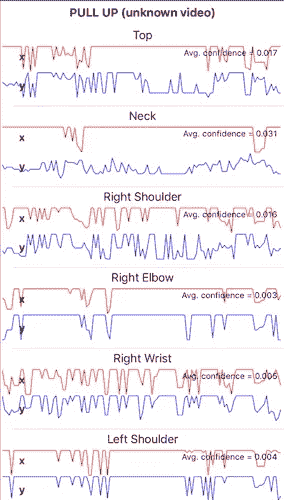 PULL UP (unknown video)
Top
Avg. confidence = 0.017
x
y
Neck
Avg. confidence = 0.031
x
y
Right Shoulder
Avg. confidence = 0.016
x
y
Right Elbow
Avg. confidence = 0.003
x
y
Right Wrist
Avg. confidence = 0.005
x
y
Left Shoulder
Avg. confidence = 0.004
x
y